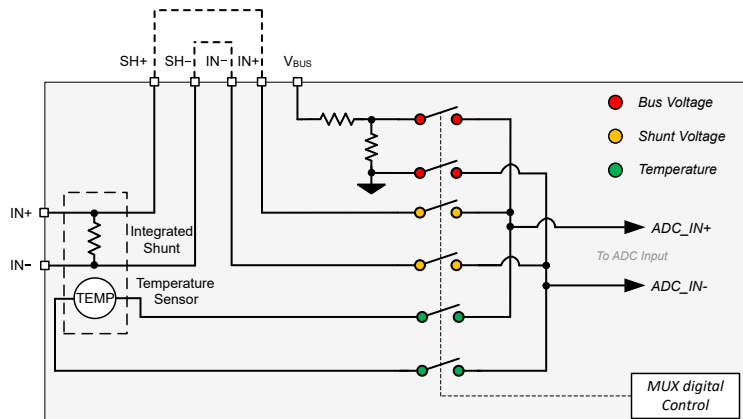 SH+ SH− IN− IN+ VBUS
Bus Voltage
Shunt Voltage
Temperature
IN+
Integrated
Shunt
ADC_IN+
To ADC Input
IN−
Temperature
Sensor
ADC_IN-
TEMP
MUX digital
Control